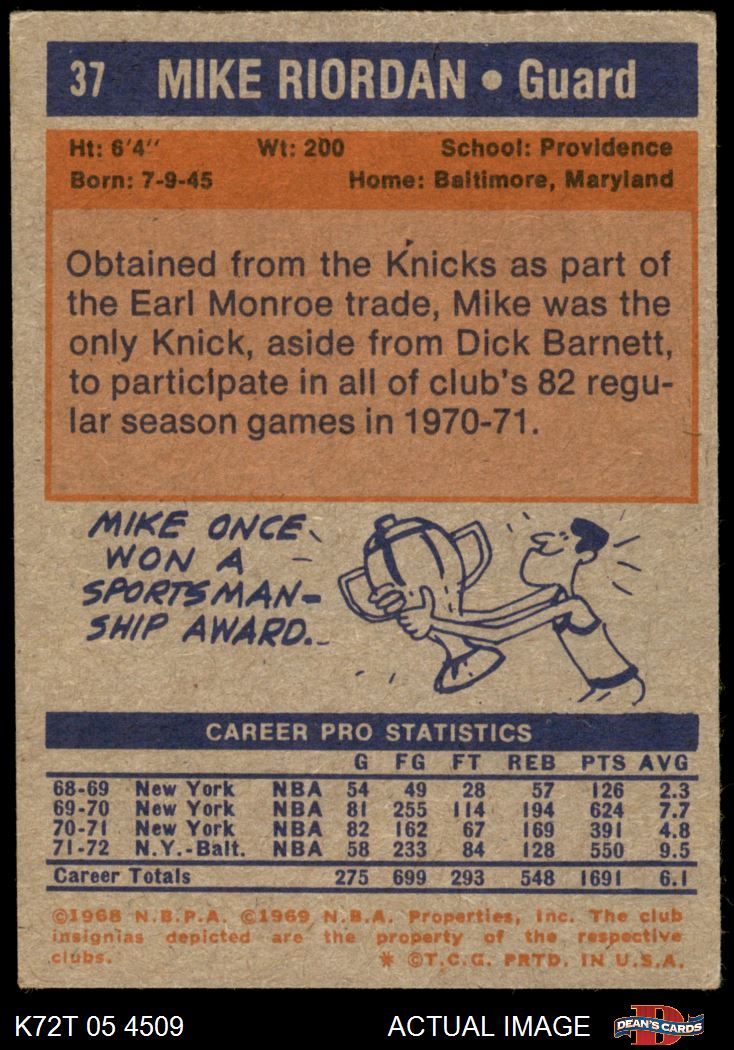 37 MIKE RIORDAN • Guard
Ht: 6'4" Wt: 200 School: Providence
Born: 7-9-45 Home: Baltimore, Maryland
Obtained from the Knicks as part of
the Earl Monroe trade, Mike was the
only Knick, aside from Dick Barnett,
to participate in all of club's 82 regu-
lar season games in 1970-71.
MIKE ONCE
WON A
SPORTSMAN-
SHIP AWARD.
CAREER PRO STATISTICS
G FG FT REB PTS AVG
68-69 New York NBA 54 49 28 57 126 2.3
69-70 New York NBA 81 255 114 194 624 7.7
70-71 New York NBA 82 162 67 169 391 4.8
71-72 N.Y.-Balt. NBA 58 233 84 128 550 9.5
Career Totals 275 699 293 548 1691 6.1
©1968 N.B.P.A. ©1969 N.B.A. Properties, Inc. The club
insignias depicted are the property of the respective
clubs. * ©T.C.G. PRTD. IN U.S.A.
K72T 05 4509 ACTUAL IMAGE D DEAN'S CARDS